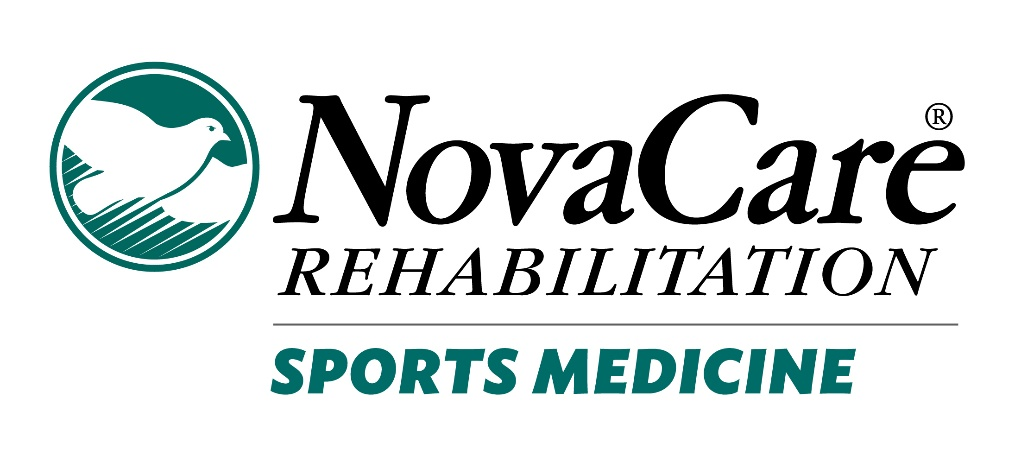 NovaCare®
REHABILITATION
SPORTS MEDICINE